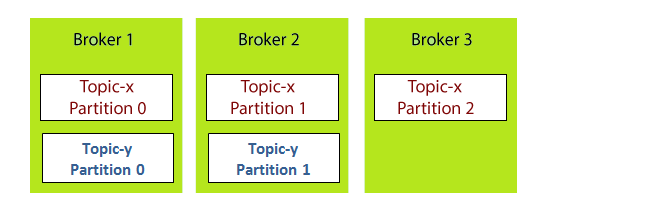 Broker 1
Topic-x
Partition 0
Topic-y
Partition 0
Broker 2
Topic-x
Partition 1
Topic-y
Partition 1
Broker 3
Topic-x
Partition 2